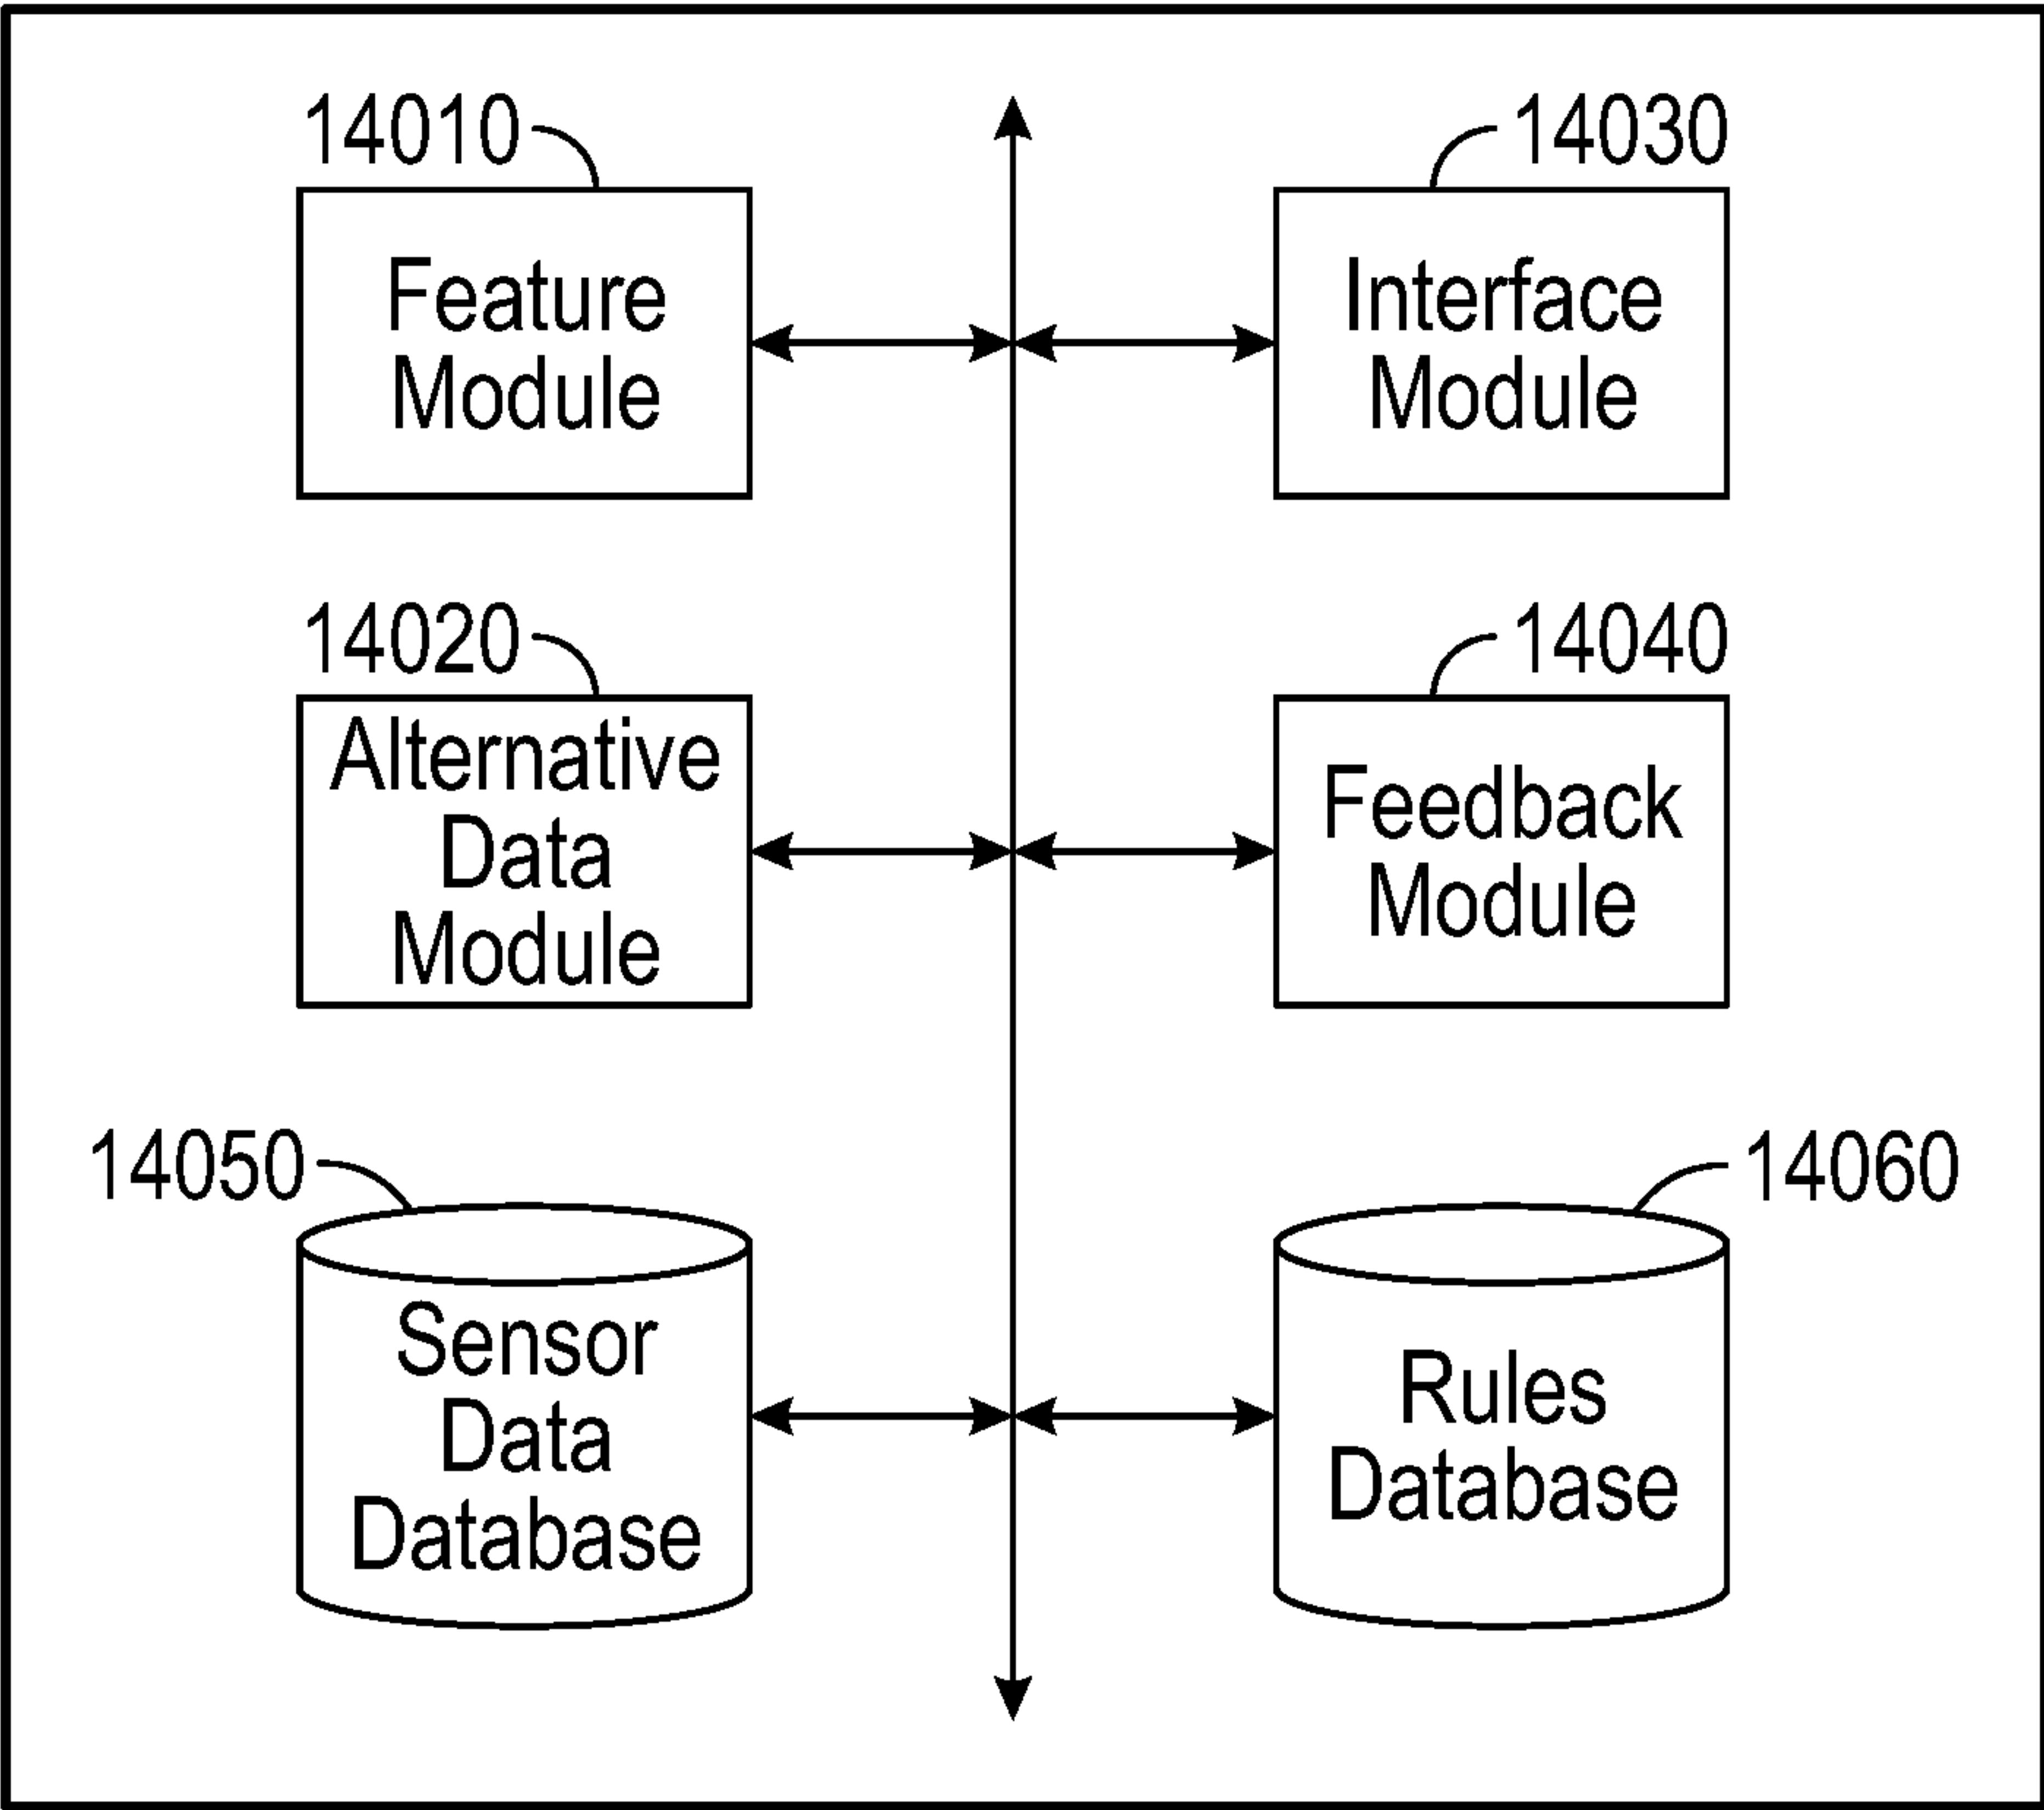 14010
Feature
Module
14030
Interface
Module
14020
Alternative
Data
Module
14040
Feedback
Module
14050
Sensor
Data
Database
14060
Rules
Database